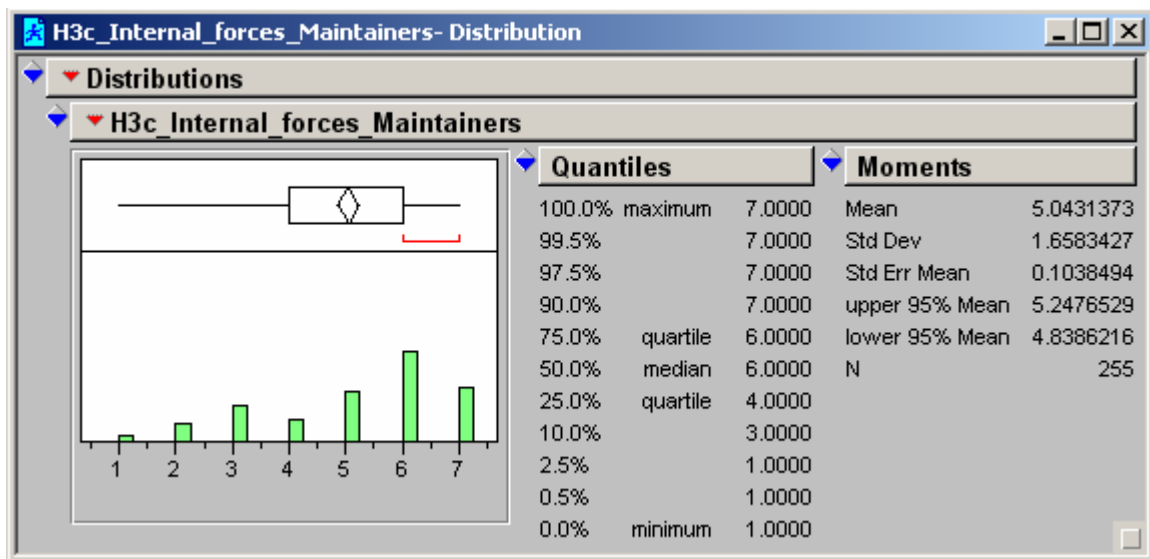 H3c_Internal_forces_Maintainers- Distribution
Distributions
H3c_Internal_forces_Maintainers
1 2 3 4 5 6 7
Quantiles
100.0% maximum 7.0000
99.5% 7.0000
97.5% 7.0000
90.0% 7.0000
75.0% quartile 6.0000
50.0% median 6.0000
25.0% quartile 4.0000
10.0% 3.0000
2.5% 1.0000
0.5% 1.0000
0.0% minimum 1.0000
Moments
Mean 5.0431373
Std Dev 1.6583427
Std Err Mean 0.1038494
upper 95% Mean 5.2476529
lower 95% Mean 4.8386216
N 255